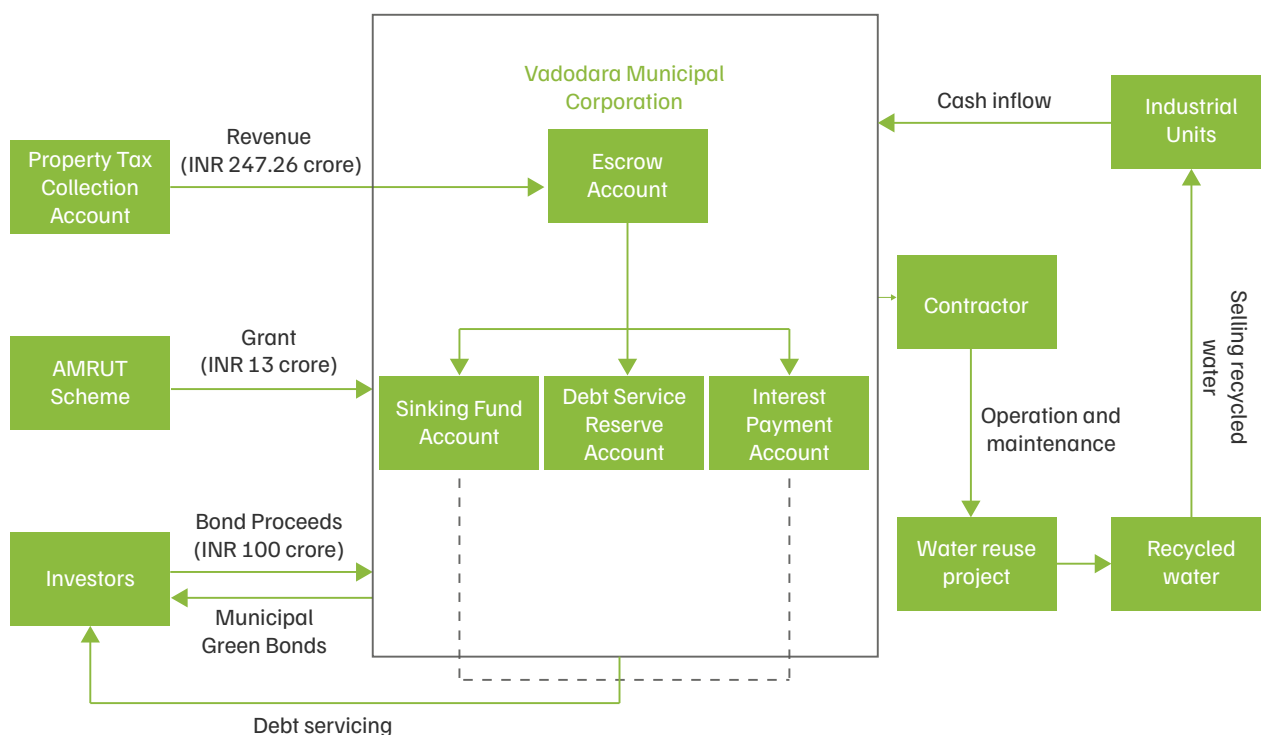 Vadodara Municipal
Corporation
Cash inflow
Industrial
Units
Revenue
(INR 247.26 crore)
Property Tax
Collection
Account
Escrow
Account
Contractor
Selling recycled
water
Grant
(INR 13 crore)
AMRUT
Scheme
Sinking Fund
Account
Debt Service
Reserve
Account
Interest
Payment
Account
Operation and
maintenance
Bond Proceeds
(INR 100 crore)
Investors
Municipal
Green Bonds
Water reuse
project
Recycled
water
Debt servicing